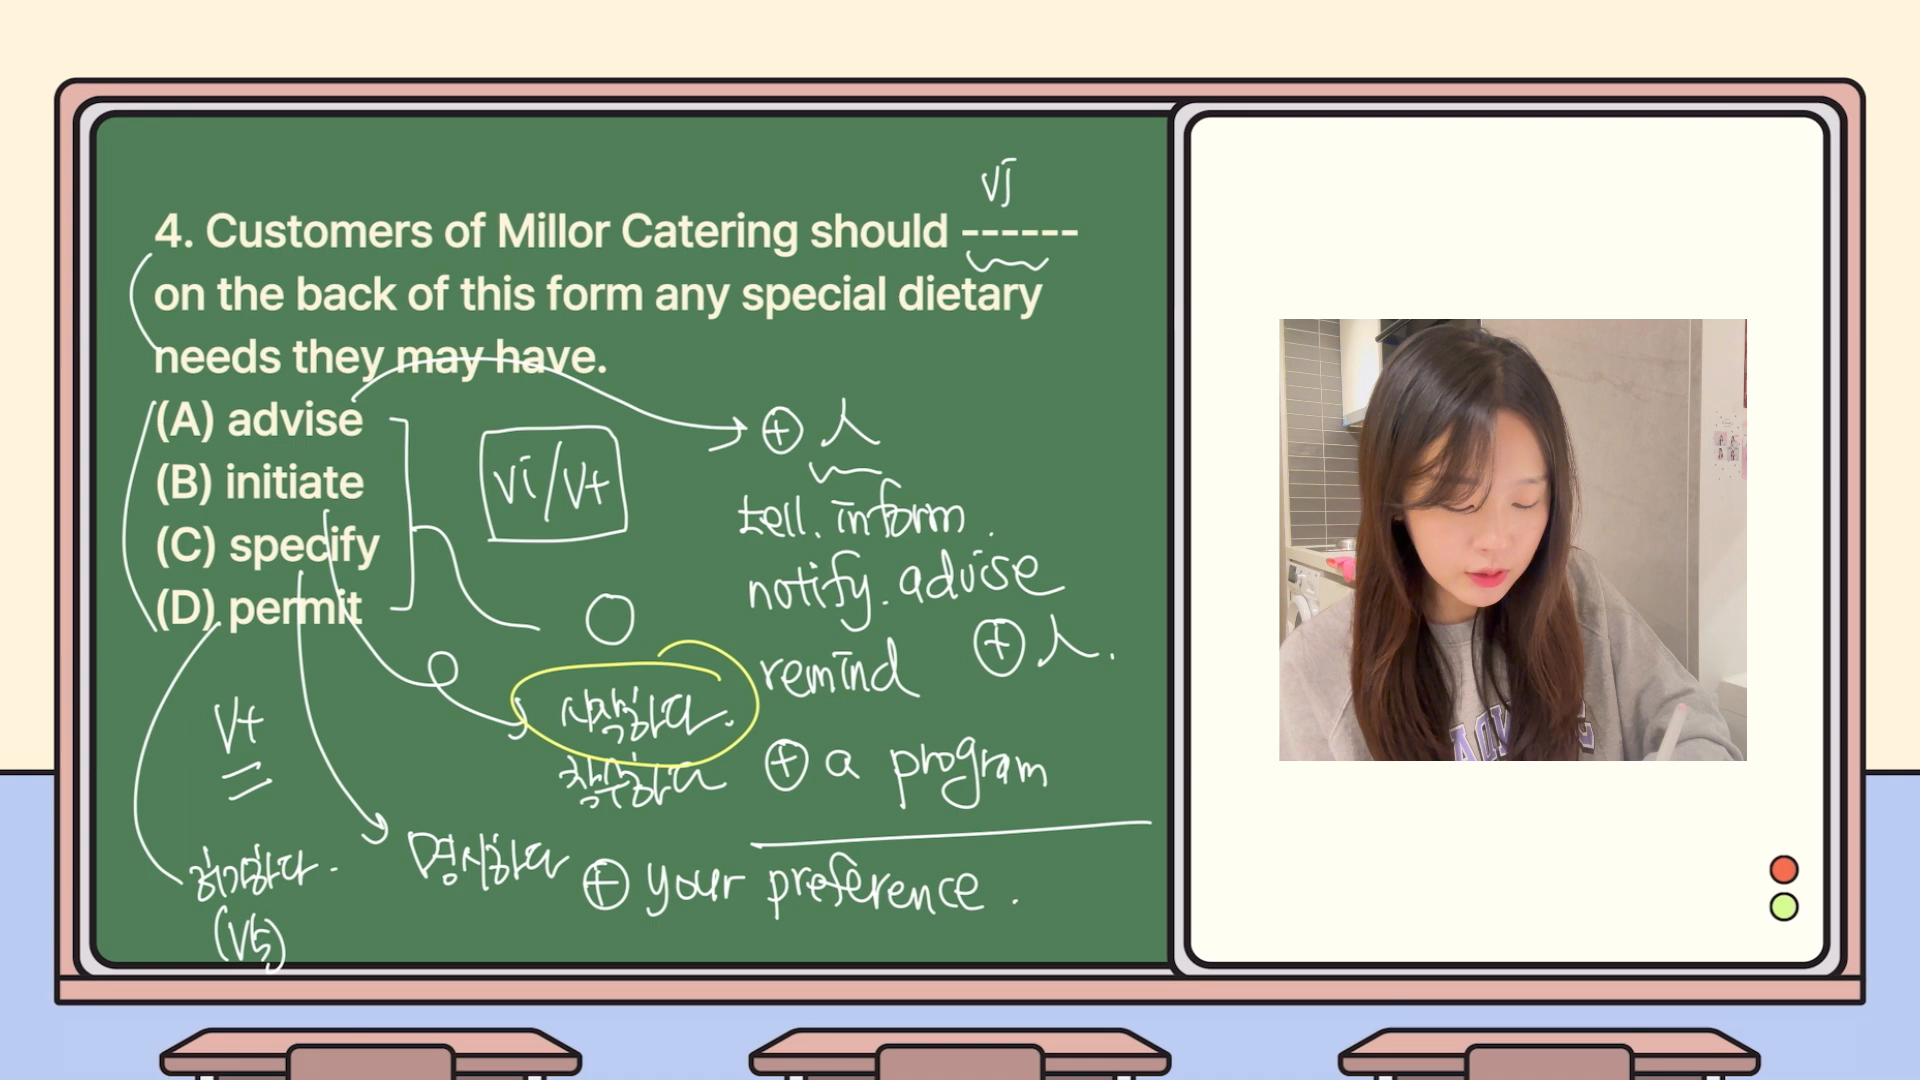 vi
4. Customers of Millor Catering should ------
on the back of this form any special dietary
needs they may have.
(A) advise
(B) initiate
(C) specify
(D) permit
vi/vt
⊕ 人
tell. inform.
notify. advise
remind ⊕ 人.
시작하다.
착수하다 ⊕ a program
vt
명시하다 ⊕ your preference.
허가하다.
(V5)